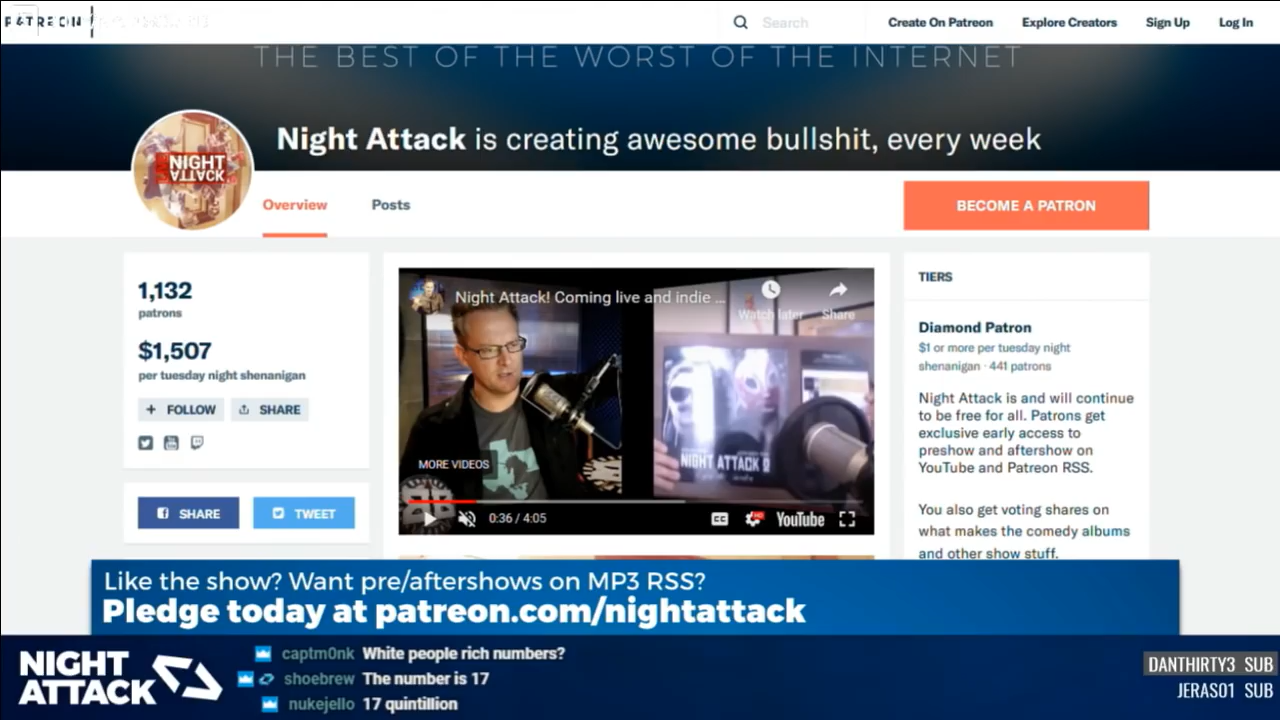 PATREON
Search
Create On Patreon
Explore Creators
Sign Up
Log In
THE BEST OF THE WORST OF THE INTERNET
NIGHT
ATTACK
Night Attack is creating awesome bullshit, every week
Overview
Posts
BECOME A PATRON
1,132
patrons
$1,507
per tuesday night shenanigan
+ FOLLOW
SHARE
SHARE
TWEET
Night Attack! Coming live and indie ...
Watch later
Share
NIGHT ATTACK
MORE VIDEOS
0:36 / 4:05
CC
HD
YouTube
TIERS
Diamond Patron
$1 or more per tuesday night
shenanigan · 441 patrons
Night Attack is and will continue
to be free for all. Patrons get
exclusive early access to
preshow and aftershow on
YouTube and Patreon RSS.
You also get voting shares on
what makes the comedy albums
and other show stuff.
Like the show? Want pre/aftershows on MP3 RSS?
Pledge today at patreon.com/nightattack
NIGHT
ATTACK
captm0nk White people rich numbers?
shoebrew The number is 17
nukejello 17 quintillion
DANTHIRTY3 SUB
JERAS01 SUB